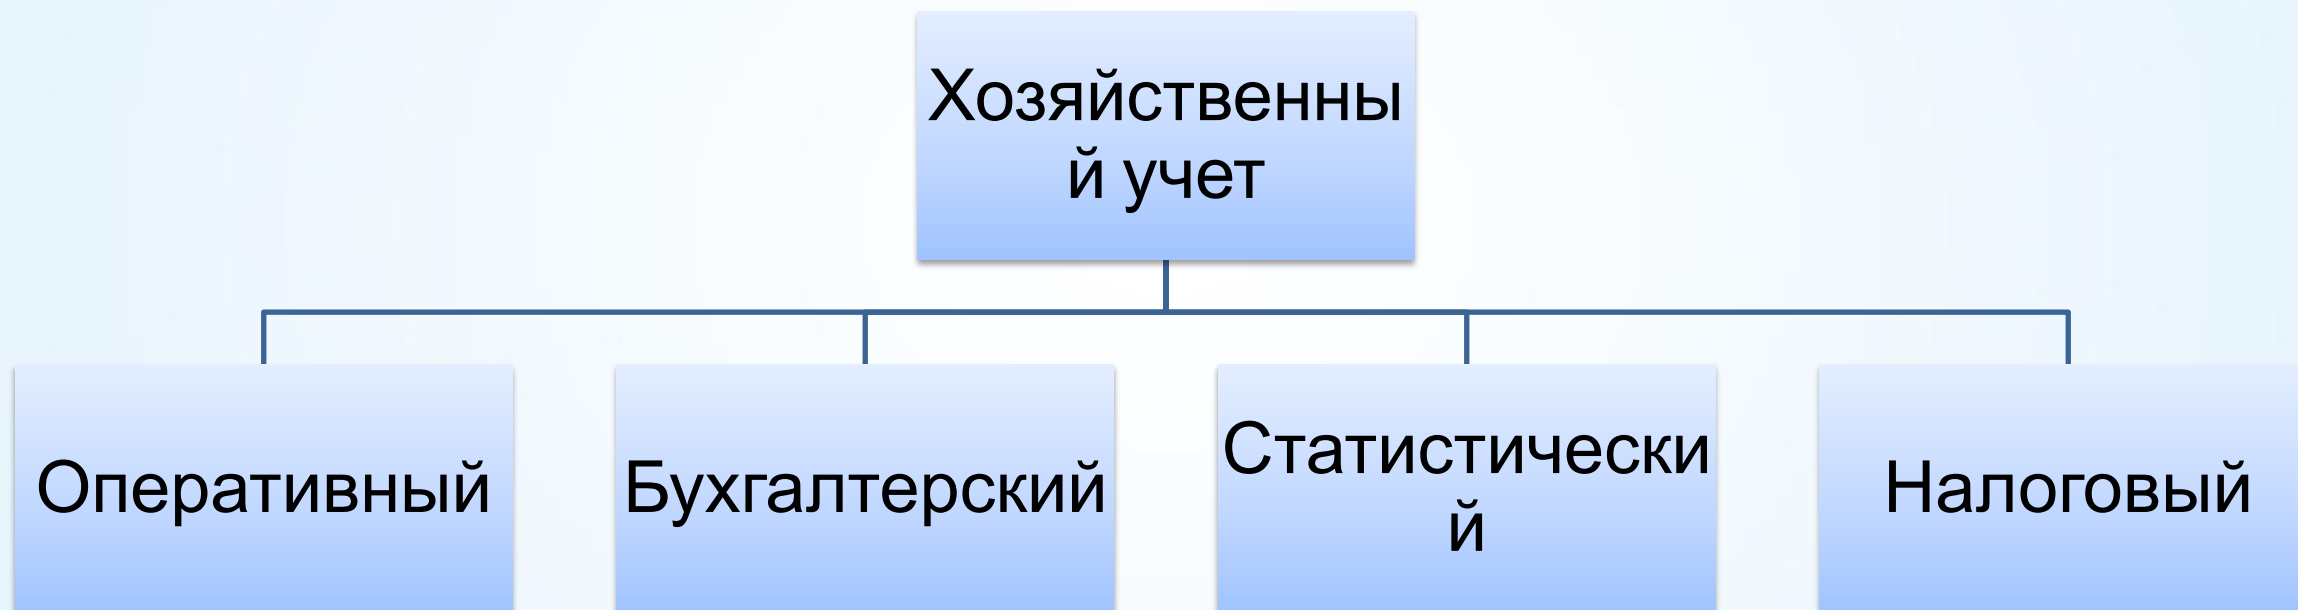 Хозяйственны
й учет
Оперативный
Бухгалтерский
Статистически
й
Налоговый